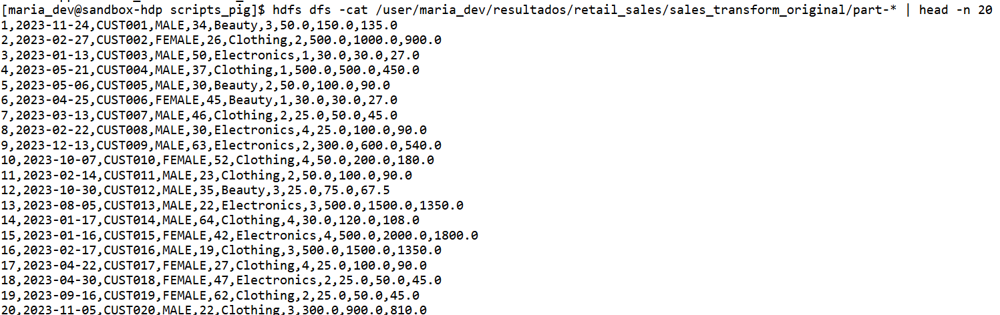 [maria_dev@sandbox-hdp scripts_pig]$ hdfs dfs -cat /user/maria_dev/resultados/retail_sales/sales_transform_original/part-* | head -n 20
1,2023-11-24,CUST001,MALE,34,Beauty,3,50.0,150.0,135.0
2,2023-02-27,CUST002,FEMALE,26,Clothing,2,500.0,1000.0,900.0
3,2023-01-13,CUST003,MALE,50,Electronics,1,30.0,30.0,27.0
4,2023-05-21,CUST004,MALE,37,Clothing,1,500.0,500.0,450.0
5,2023-05-06,CUST005,MALE,30,Beauty,2,50.0,100.0,90.0
6,2023-04-25,CUST006,FEMALE,45,Beauty,1,30.0,30.0,27.0
7,2023-03-13,CUST007,MALE,46,Clothing,2,25.0,50.0,45.0
8,2023-02-22,CUST008,MALE,30,Electronics,4,25.0,100.0,90.0
9,2023-12-13,CUST009,MALE,63,Electronics,2,300.0,600.0,540.0
10,2023-10-07,CUST010,FEMALE,52,Clothing,4,50.0,200.0,180.0
11,2023-02-14,CUST011,MALE,23,Clothing,2,50.0,100.0,90.0
12,2023-10-30,CUST012,MALE,35,Beauty,3,25.0,75.0,67.5
13,2023-08-05,CUST013,MALE,22,Electronics,3,500.0,1500.0,1350.0
14,2023-01-17,CUST014,MALE,64,Clothing,4,30.0,120.0,108.0
15,2023-01-16,CUST015,FEMALE,42,Electronics,4,500.0,2000.0,1800.0
16,2023-02-17,CUST016,MALE,19,Clothing,3,500.0,1500.0,1350.0
17,2023-04-22,CUST017,FEMALE,27,Clothing,4,25.0,100.0,90.0
18,2023-04-30,CUST018,FEMALE,47,Electronics,2,25.0,50.0,45.0
19,2023-09-16,CUST019,FEMALE,62,Clothing,2,25.0,50.0,45.0
20,2023-11-05,CUST020,MALE,22,Clothing,3,300.0,900.0,810.0